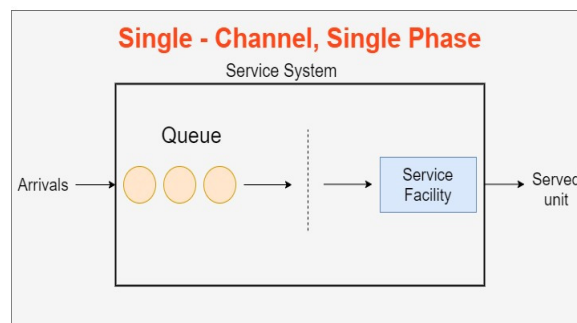 Single - Channel, Single Phase
Service System
Queue
Arrivals
Service
Facility
Served
unit